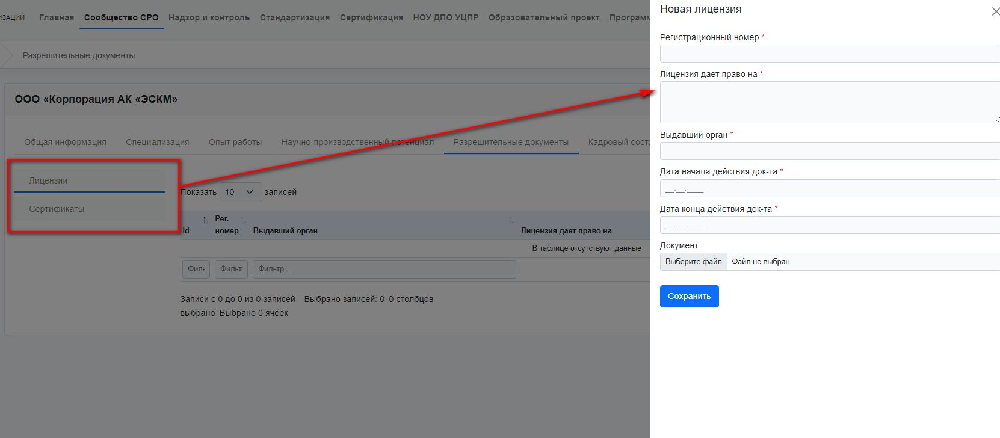 ИЗАЦИЙ Главная Сообщество СРО Надзор и контроль Стандартизация Сертификация НОУ ДПО УЦПР Образовательный проект Программ
Разрешительные документы
ООО «Корпорация АК «ЭСКМ»
Общая информация Специализация Опыт работы Научно-производственный потенциал Разрешительные документы Кадровый соста
Лицензии
Сертификаты
Показать 10 записей
id Рег. номер Выдавший орган Лицензия дает право на
В таблице отсутствуют данные
Филь Фильт Фильтр...
Записи с 0 до 0 из 0 записей Выбрано записей: 0 0 столбцов
выбрано Выбрано 0 ячеек
Новая лицензия
Регистрационный номер *
Лицензия дает право на *
Выдавший орган *
Дата начала действия док-та *
__.__.____
Дата конца действия док-та *
__.__.____
Документ
Выберите файл Файл не выбран
Сохранить